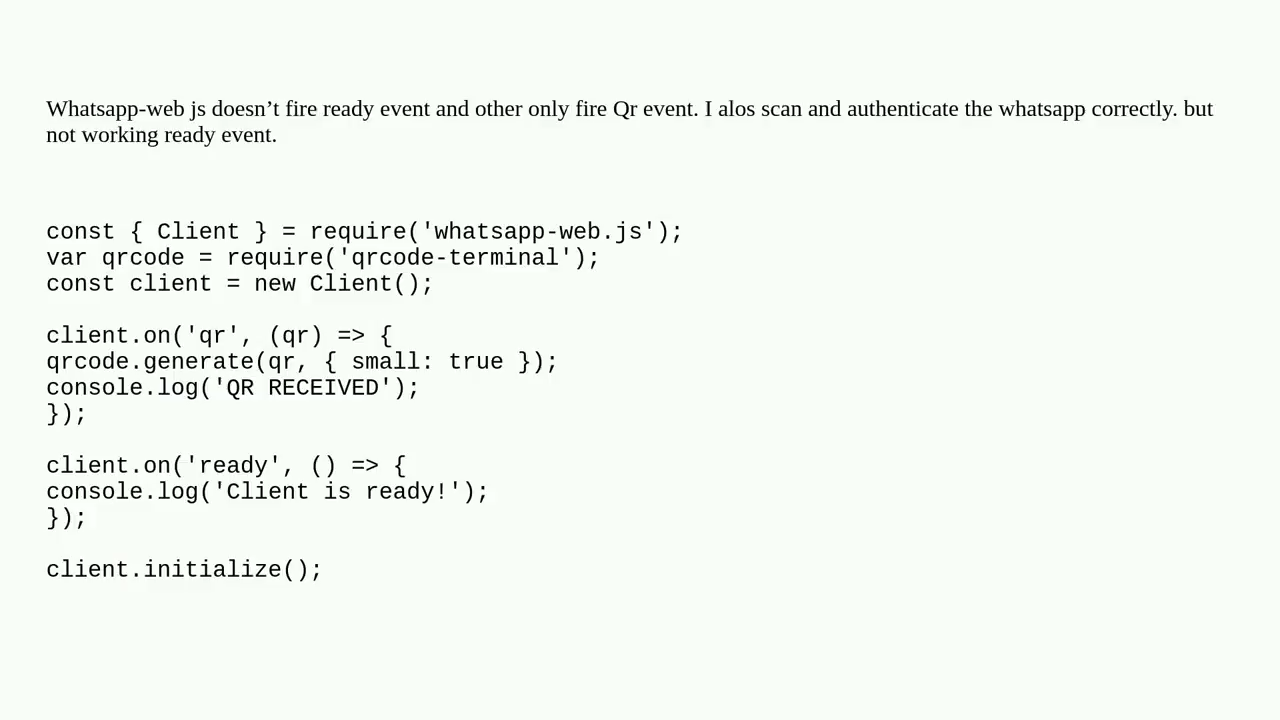 Whatsapp-web js doesn’t fire ready event and other only fire Qr event. I alos scan and authenticate the whatsapp correctly. but
not working ready event.
const { Client } = require('whatsapp-web.js');
var qrcode = require('qrcode-terminal');
const client = new Client();
client.on('qr', (qr) => {
qrcode.generate(qr, { small: true });
console.log('QR RECEIVED');
});
client.on('ready', () => {
console.log('Client is ready!');
});
client.initialize();